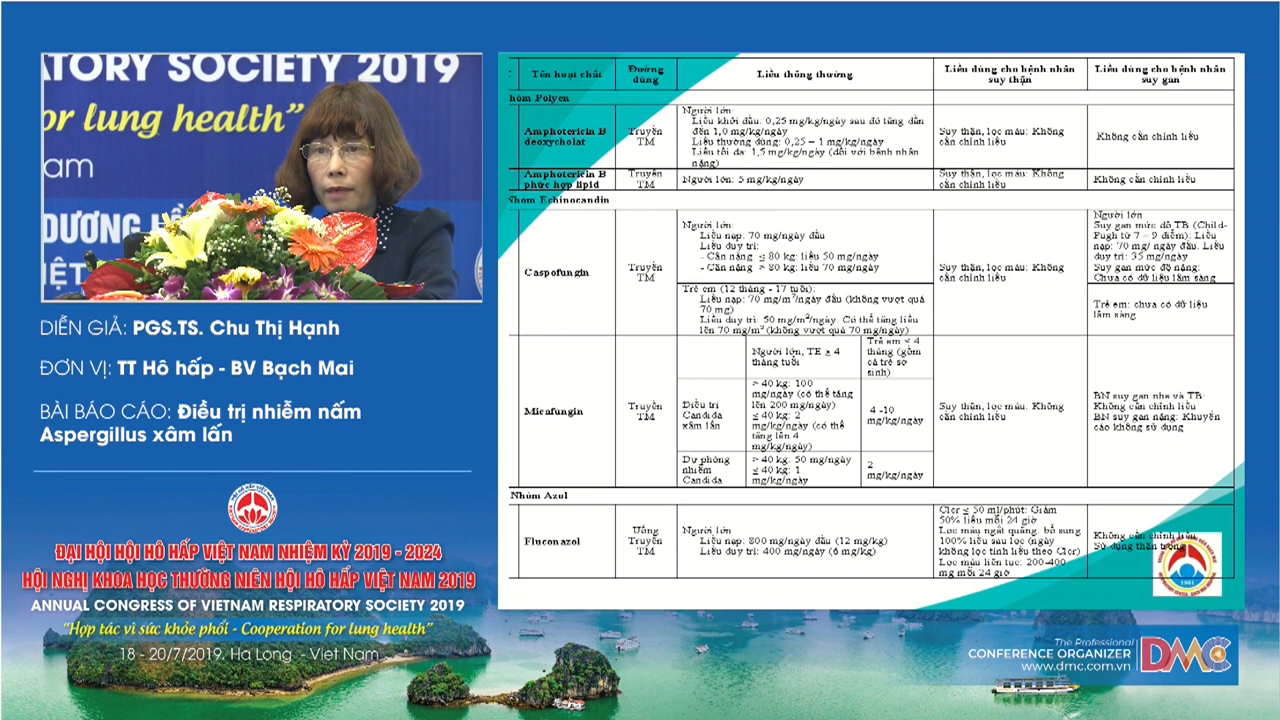 ATORY SOCIETY 2019
or lung health”
am
DƯƠNG
IỆT
DIỄN GIẢ: PGS.TS. Chu Thị Hạnh
ĐƠN VỊ: TT Hô hấp - BV Bạch Mai
BÀI BÁO CÁO: Điều trị nhiễm nấm
Aspergillus xâm lấn
ĐẠI HỘI HỘI HÔ HẤP VIỆT NAM NHIỆM KỲ 2019 - 2024
HỘI NGHỊ KHOA HỌC THƯỜNG NIÊN HỘI HÔ HẤP VIỆT NAM 2019
ANNUAL CONGRESS OF VIETNAM RESPIRATORY SOCIETY 2019
“Hợp tác vì sức khỏe phổi - Cooperation for lung health”
18 - 20/7/2019. Ha Long - Viet Nam
Tên hoạt chất
Đường
dùng
Liều thông thường
Liều dùng cho bệnh nhân
suy thận
Liều dùng cho bệnh nhân
suy gan
hóm Polyen
Amphotericin B
deoxycholat
Truyền
TM
Người lớn:
Liều khởi đầu: 0,25 mg/kg/ngày sau đó tăng dần
đến 1,0 mg/kg/ngày
Liều thường dùng: 0,25 – 1 mg/kg/ngày
Liều tối đa: 1,5 mg/kg/ngày (đối với bệnh nhân
nặng)
Suy thận, lọc máu: Không
cần chỉnh liều
Không cần chỉnh liều
Amphotericin B
phức hợp lipid
Truyền
TM
Người lớn: 5 mg/kg/ngày
Suy thận, lọc máu: Không
cần chỉnh liều
Không cần chỉnh liều
Nhóm Echinocandin
Caspofungin
Truyền
TM
Người lớn:
Liều nạp: 70 mg/ngày đầu
Liều duy trì:
- Cân nặng ≤ 80 kg: liều 50 mg/ngày
- Cân nặng > 80 kg: liều 70 mg/ngày
Trẻ em (12 tháng - 17 tuổi):
Liều nạp: 70 mg/m²/ngày đầu (không vượt quá
70 mg)
Liều duy trì: 50 mg/m²/ngày. Có thể tăng liều
lên 70 mg/m² (không vượt quá 70 mg/ngày)
Suy thận, lọc máu: Không
cần chỉnh liều
Người lớn
Suy gan mức độ TB (Child-
Pugh từ 7 – 9 điểm): Liều
nạp: 70 mg/ ngày đầu. Liều
duy trì: 35 mg/ngày
Suy gan mức độ nặng:
Chưa có dữ liệu lâm sàng
Trẻ em: chưa có dữ liệu
lâm sàng
Micafungin
Truyền
TM
Người lớn, TE ≥ 4
tháng tuổi
Trẻ em < 4
tháng (gồm
cả trẻ sơ
sinh)
Điều trị
Candida
xâm lấn
> 40 kg: 100
mg/ngày (có thể tăng
lên 200 mg/ngày)
≤ 40 kg: 2
mg/kg/ngày (có thể
tăng lên 4
mg/kg/ngày)
4 -10
mg/kg/ngày
Dự phòng
nhiễm
Candida
> 40 kg: 50 mg/ngày
≤ 40 kg: 1
mg/kg/ngày
2
mg/kg/ngày
Suy thận, lọc máu: Không
cần chỉnh liều
BN suy gan nhẹ và TB:
Không cần chỉnh liều
BN suy gan nặng: Khuyến
cáo không sử dụng
Nhóm Azol
Fluconazol
Uống
Truyền
TM
Người lớn
Liều nạp: 800 mg/ngày đầu (12 mg/kg)
Liều duy trì: 400 mg/ngày (6 mg/kg)
Clcr ≤ 50 ml/phút: Giảm
50% liều mỗi 24 giờ
Lọc máu ngắt quãng: bổ sung
100% liều sau lọc (ngày
không lọc tính liều theo Clcr)
Lọc máu liên tục: 200-400
mg mỗi 24 giờ
Không cần chỉnh liều
Sử dụng thận trọng
1981
The Professional
CONFERENCE ORGANIZER
www.dmc.com.vn
DMC